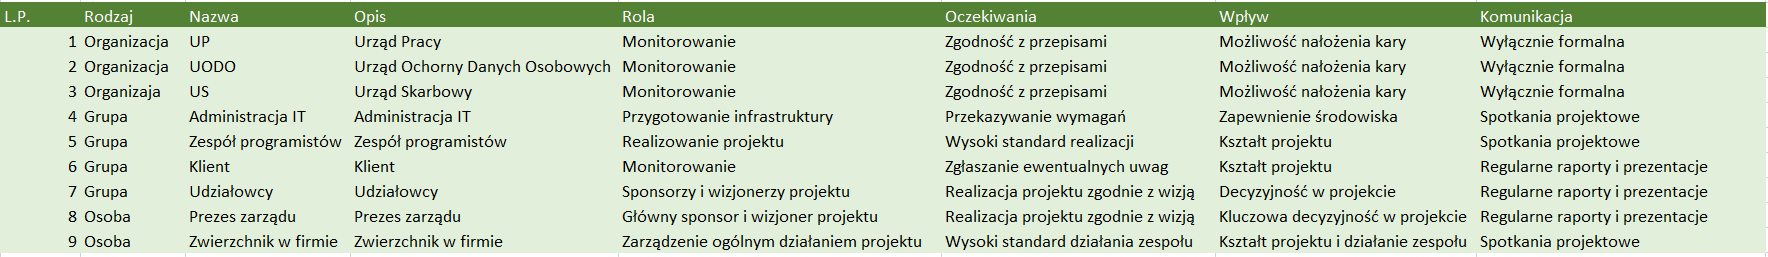 L.P. Rodzaj Nazwa Opis Rola Oczekiwania Wpływ Komunikacja
1 Organizacja UP Urząd Pracy Monitorowanie Zgodność z przepisami Możliwość nałożenia kary Wyłącznie formalna
2 Organizacja UODO Urząd Ochorny Danych Osobowych Monitorowanie Zgodność z przepisami Możliwość nałożenia kary Wyłącznie formalna
3 Organizaja US Urząd Skarbowy Monitorowanie Zgodność z przepisami Możliwość nałożenia kary Wyłącznie formalna
4 Grupa Administracja IT Administracja IT Przygotowanie infrastruktury Przekazywanie wymagań Zapewnienie środowiska Spotkania projektowe
5 Grupa Zespół programistów Zespół programistów Realizowanie projektu Wysoki standard realizacji Kształt projektu Spotkania projektowe
6 Grupa Klient Klient Monitorowanie Zgłaszanie ewentualnych uwag Kształt projektu Regularne raporty i prezentacje
7 Grupa Udziałowcy Udziałowcy Sponsorzy i wizjonerzy projektu Realizacja projektu zgodnie z wizją Decyzyjność w projekcie Regularne raporty i prezentacje
8 Osoba Prezes zarządu Prezes zarządu Główny sponsor i wizjoner projektu Realizacja projektu zgodnie z wizją Kluczowa decyzyjność w projekcie Regularne raporty i prezentacje
9 Osoba Zwierzchnik w firmie Zwierzchnik w firmie Zarządzenie ogólnym działaniem projektu Wysoki standard działania zespołu Kształt projektu i działanie zespołu Spotkania projektowe